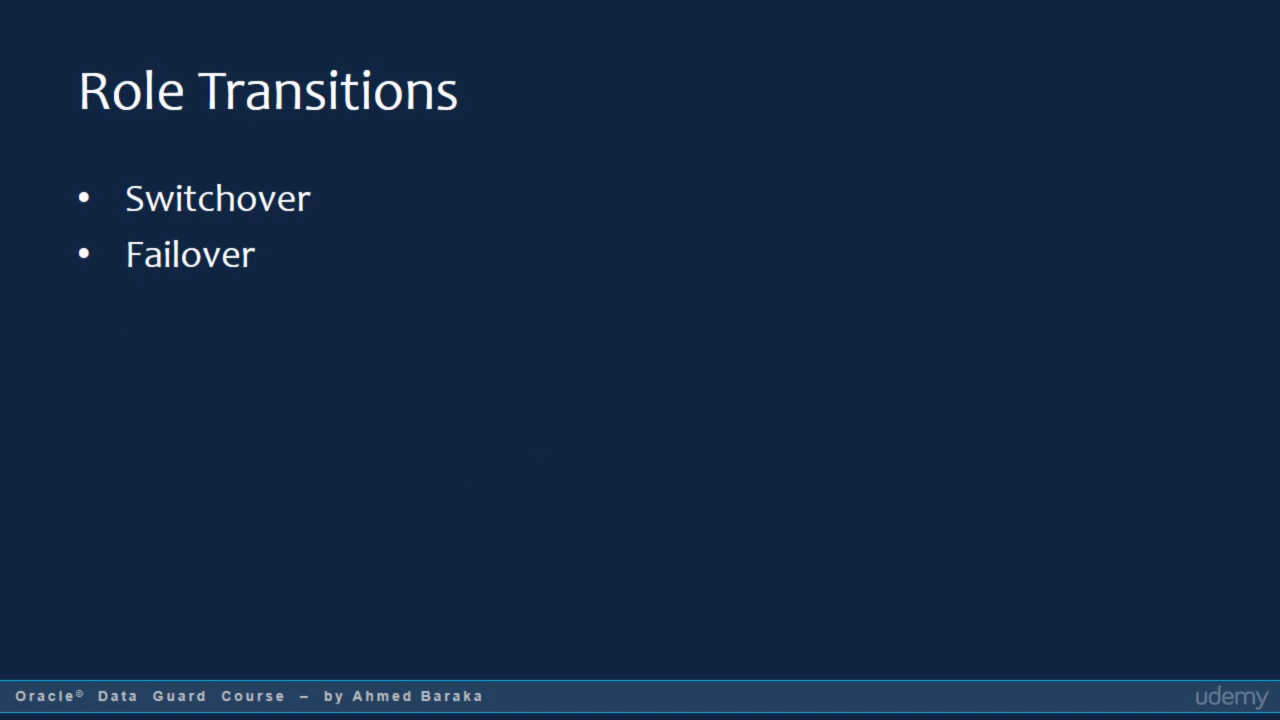 Role Transitions
• Switchover
• Failover
Oracle© Data Guard Course – by Ahmed Baraka
udemy